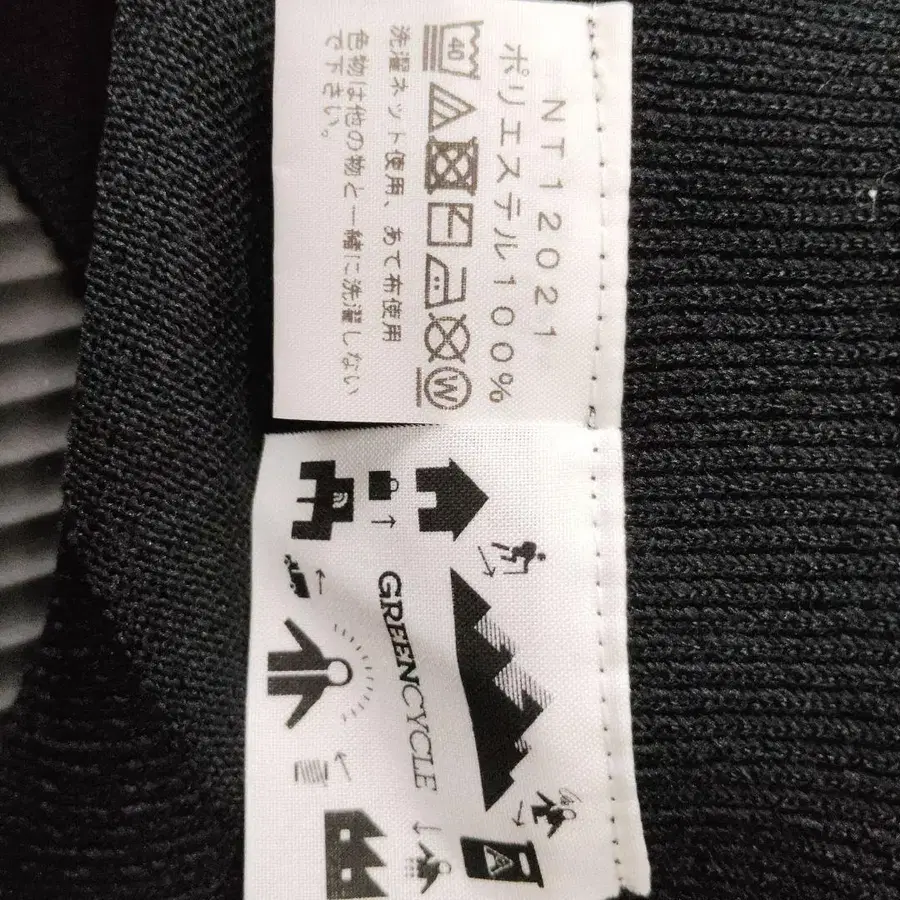 NT12021
ポリエステル100%
40
W
洗濯ネット使用、あて布使用
色物は他の物と一緒に洗濯しない
で下さい。
GREENCYCLE
A